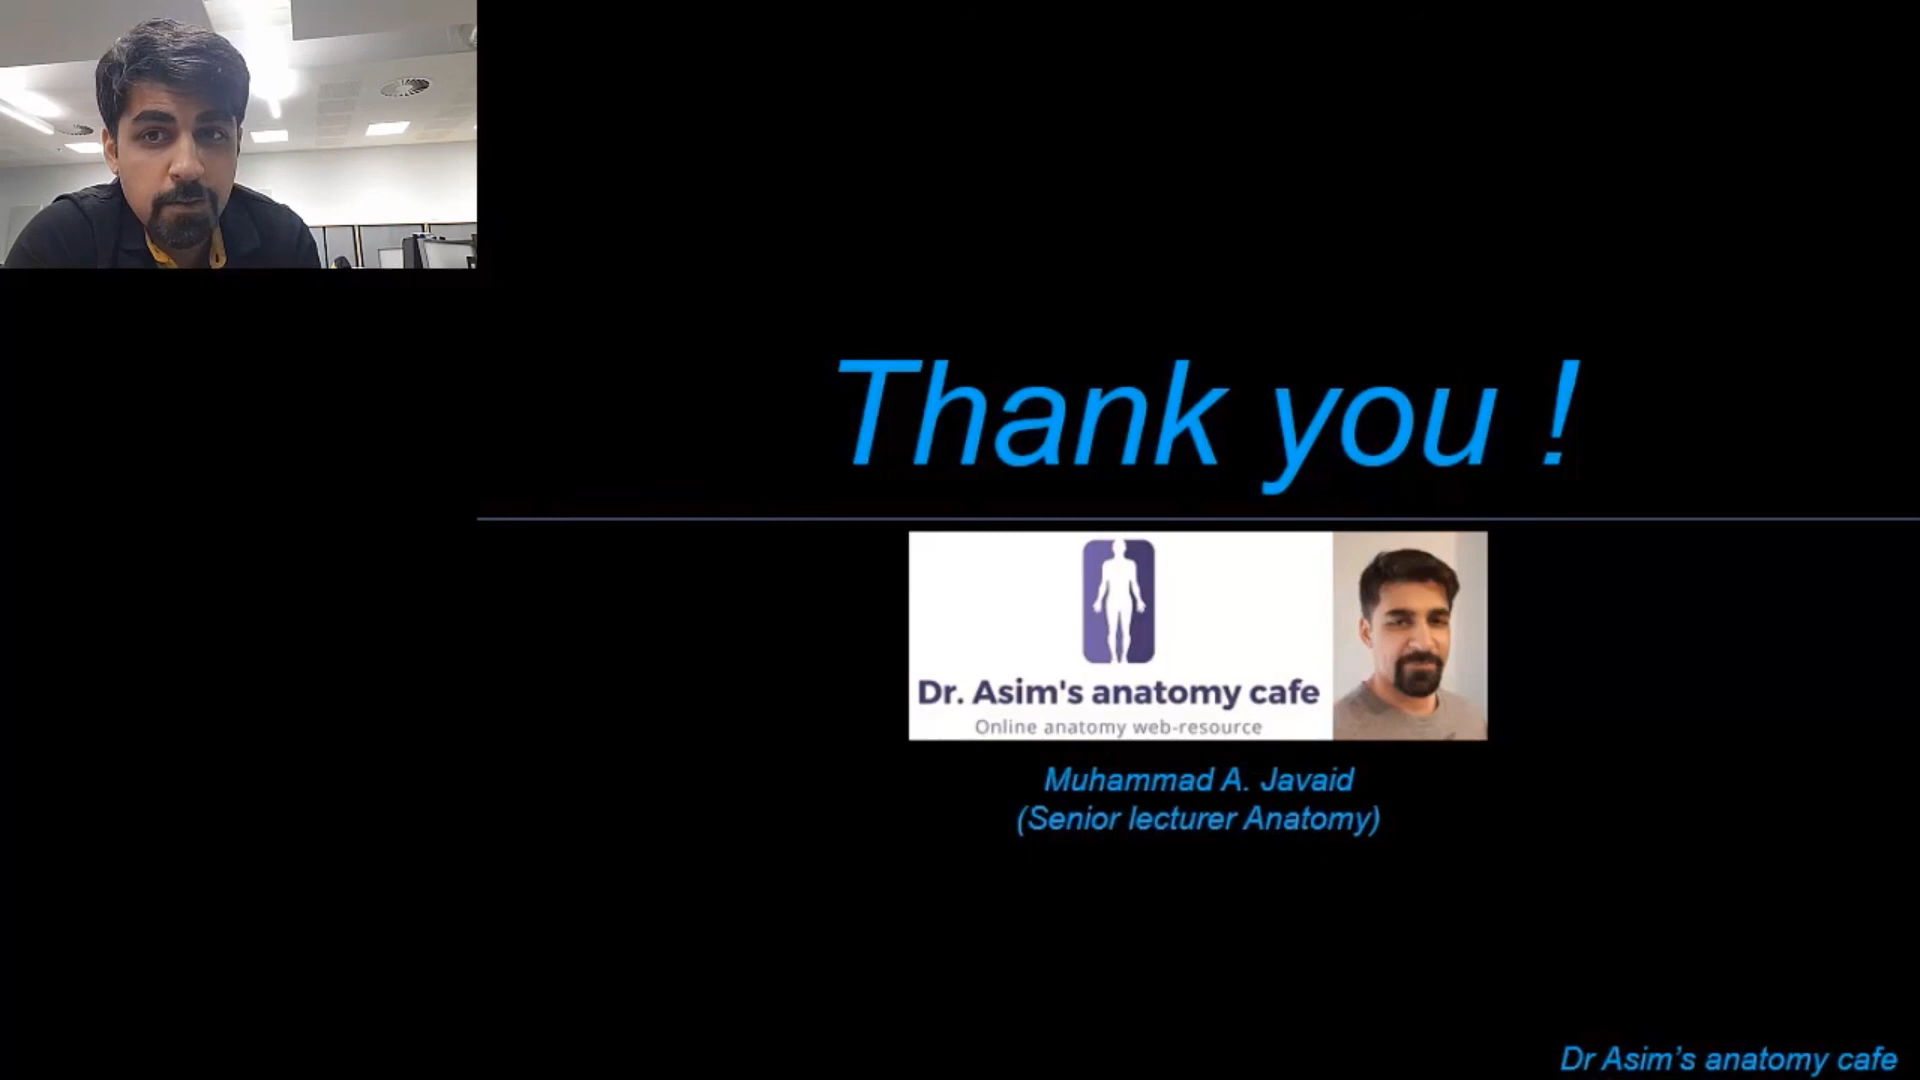 Thank you !
Dr. Asim's anatomy cafe
Online anatomy web-resource
Muhammad A. Javaid
(Senior lecturer Anatomy)
Dr Asim’s anatomy cafe